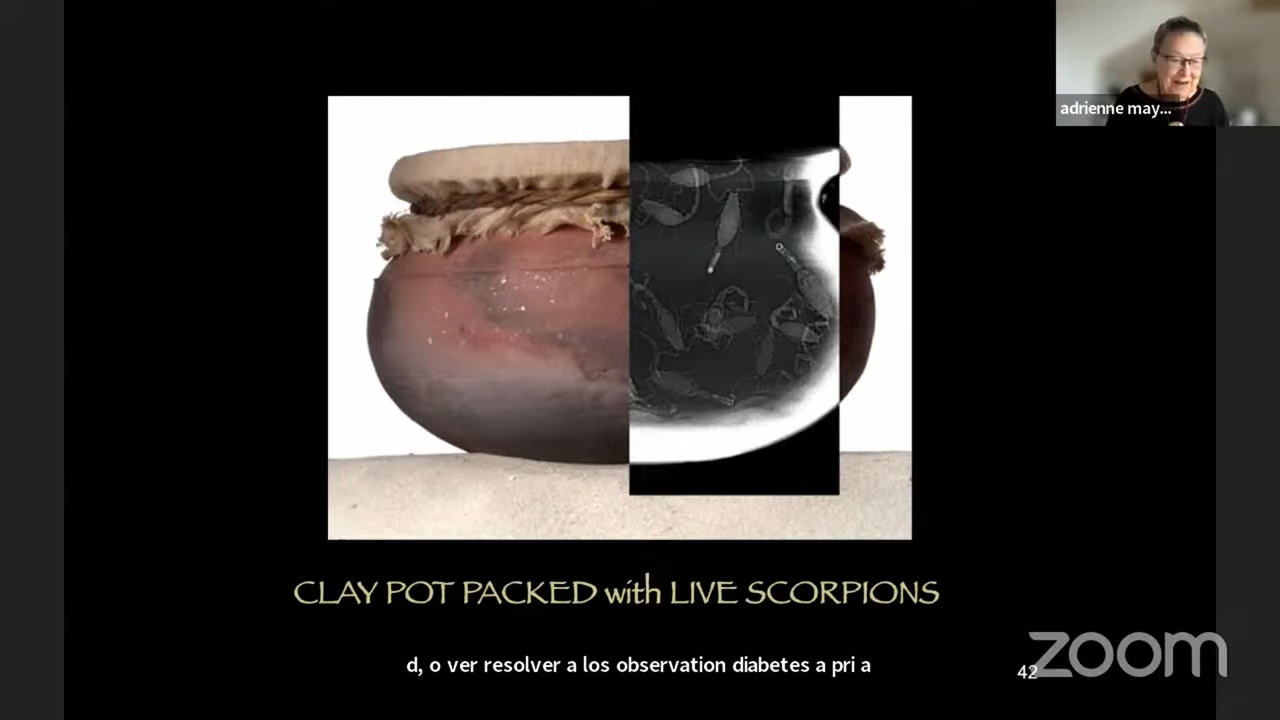 adrienne may...
CLAY POT PACKED with LIVE SCORPIONS
d, o ver resolver a los observation diabetes a pri a
42
zoom